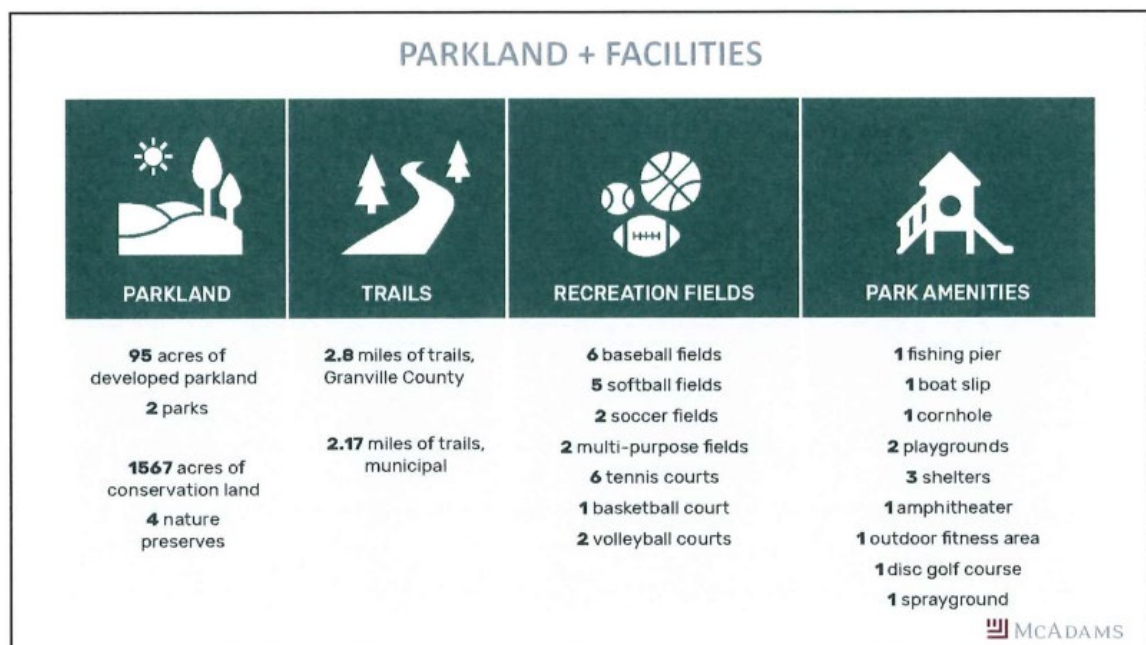 PARKLAND + FACILITIES
PARKLAND
95 acres of
developed parkland
2 parks
1567 acres of
conservation land
4 nature
preserves
TRAILS
2.8 miles of trails,
Granville County
2.17 miles of trails,
municipal
RECREATION FIELDS
6 baseball fields
5 softball fields
2 soccer fields
2 multi-purpose fields
6 tennis courts
1 basketball court
2 volleyball courts
PARK AMENITIES
1 fishing pier
1 boat slip
1 cornhole
2 playgrounds
3 shelters
1 amphitheater
1 outdoor fitness area
1 disc golf course
1 sprayground
MCADAMS